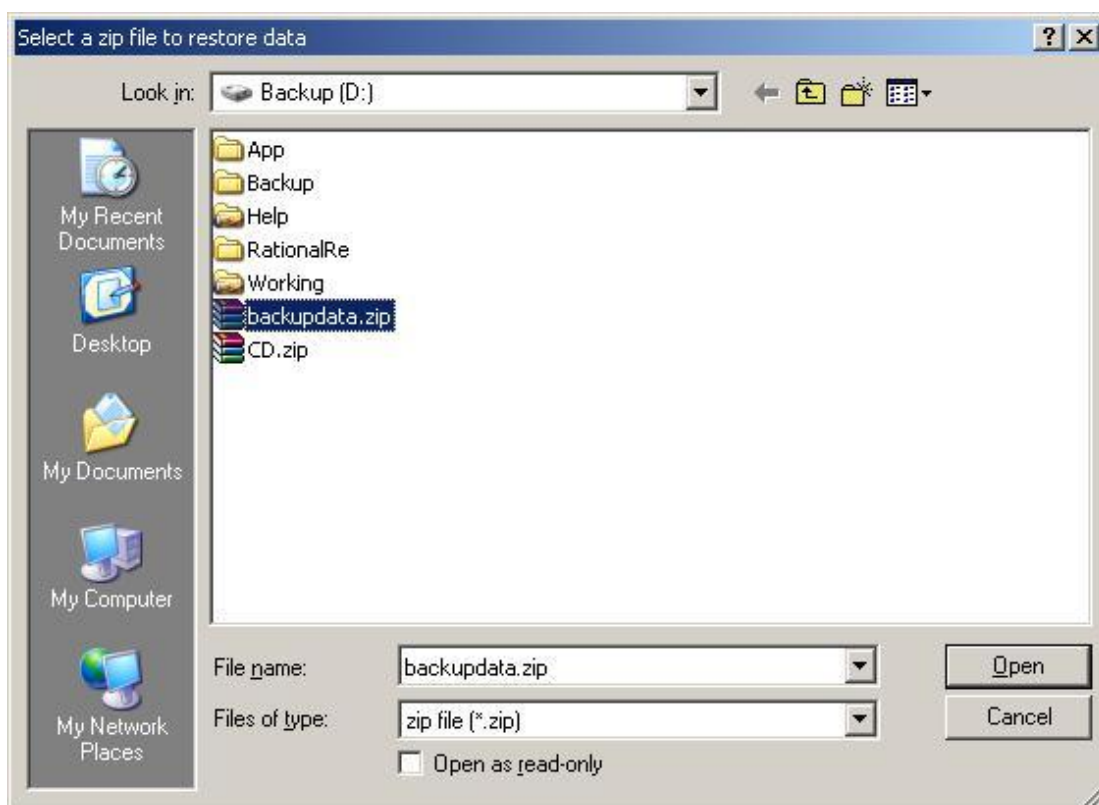 Select a zip file to restore data
Look in:
Backup (D:)
My Recent
Documents
Desktop
My Documents
My Computer
My Network
Places
App
Backup
Help
RationalRe
Working
backupdata.zip
CD.zip
File name:
backupdata.zip
Open
Files of type:
zip file (*.zip)
Cancel
Open as read-only